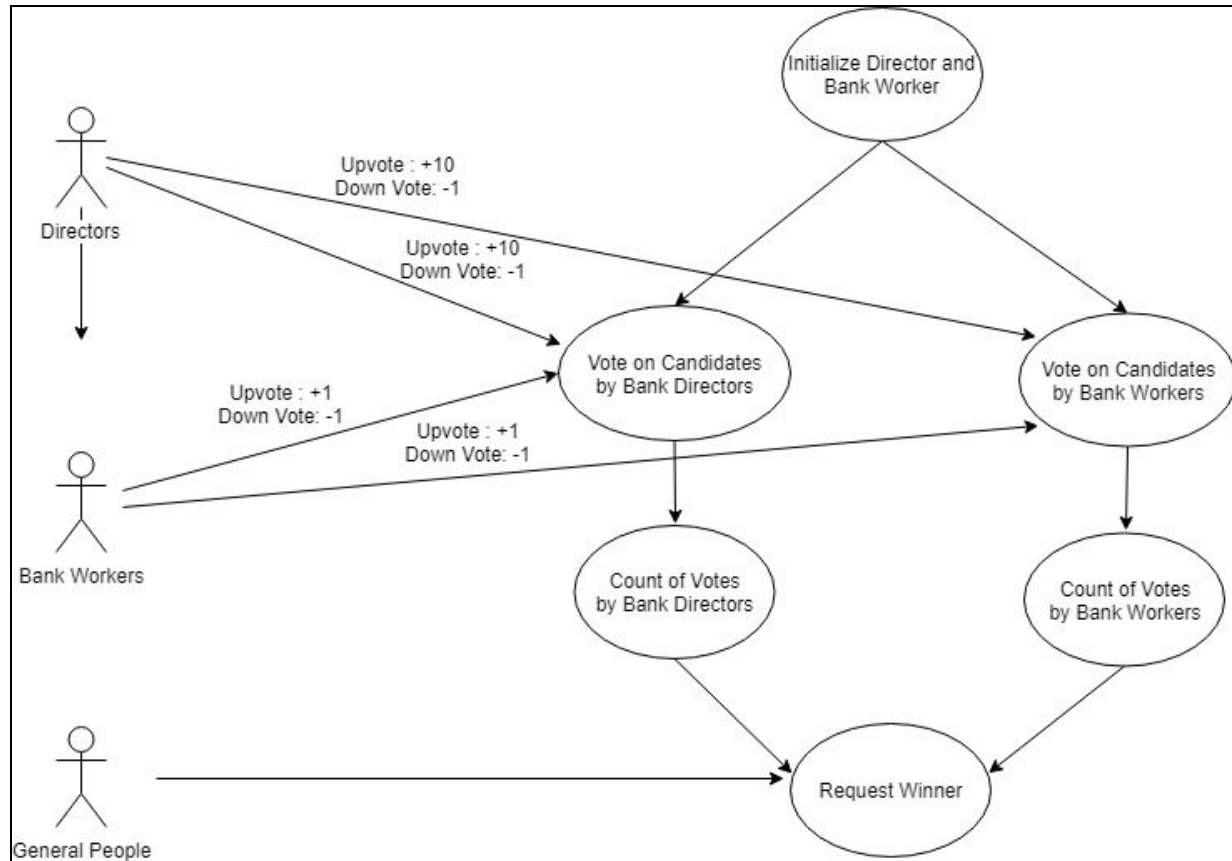 Initialize Director and
Bank Worker
Upvote : +10
Down Vote: -1
Directors
Upvote : +10
Down Vote: -1
Vote on Candidates
by Bank Directors
Vote on Candidates
by Bank Workers
Upvote : +1
Down Vote: -1
Upvote : +1
Down Vote: -1
Bank Workers
Count of Votes
by Bank Directors
Count of Votes
by Bank Workers
Request Winner
General People